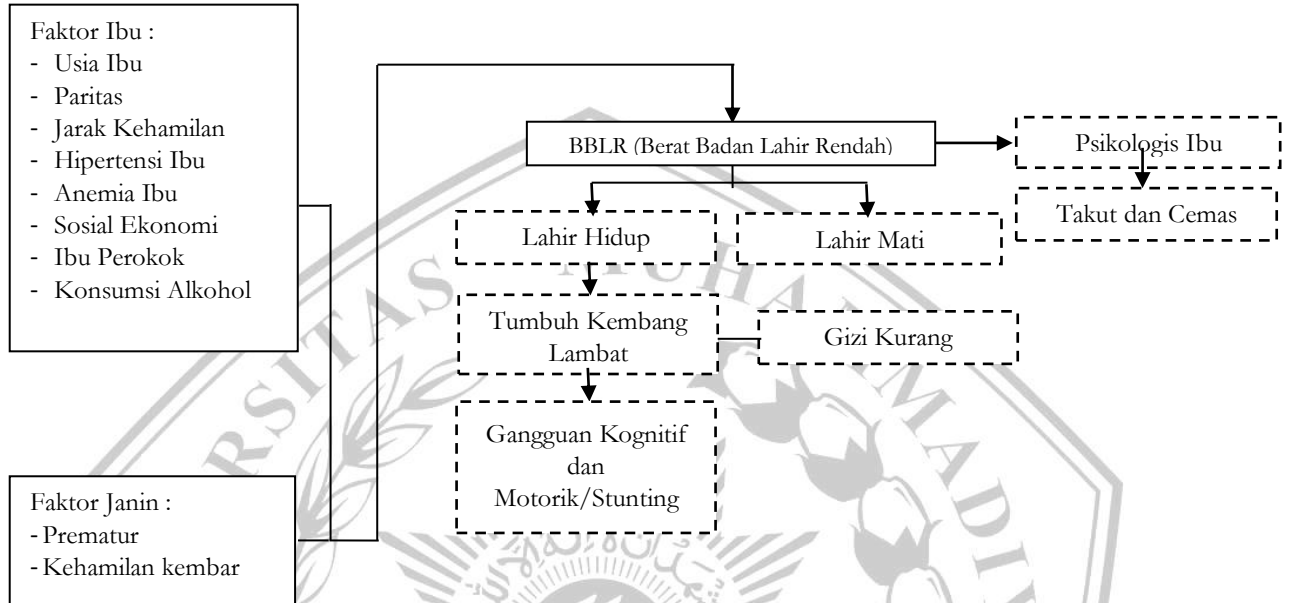 Faktor Ibu :
- Usia Ibu
- Paritas
- Jarak Kehamilan
- Hipertensi Ibu
- Anemia Ibu
- Sosial Ekonomi
- Ibu Perokok
- Konsumsi Alkohol
Faktor Janin :
- Prematur
- Kehamilan kembar
BBLR (Berat Badan Lahir Rendah)
Psikologis Ibu
Takut dan Cemas
Lahir Hidup
Lahir Mati
Tumbuh Kembang
Lambat
Gizi Kurang
Gangguan Kognitif
dan
Motorik/Stunting
RSITAS MUHAMMADIY